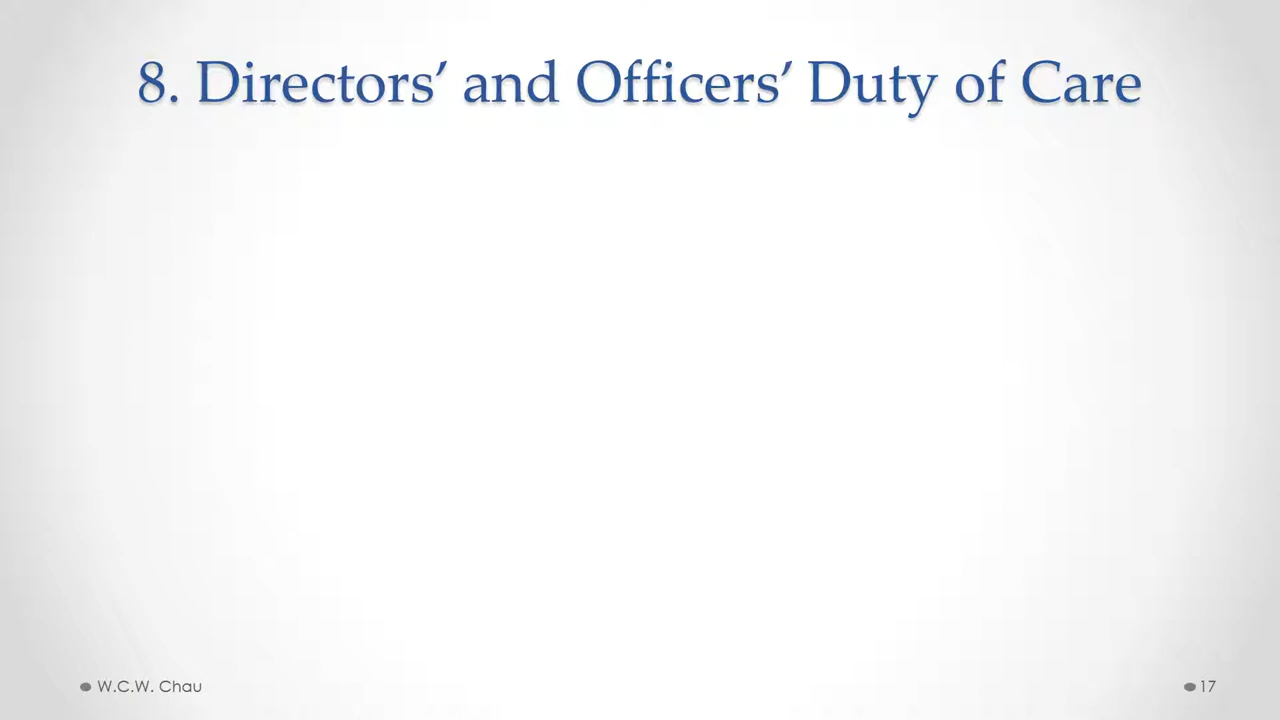 8. Directors’ and Officers’ Duty of Care
W.C.W. Chau
17